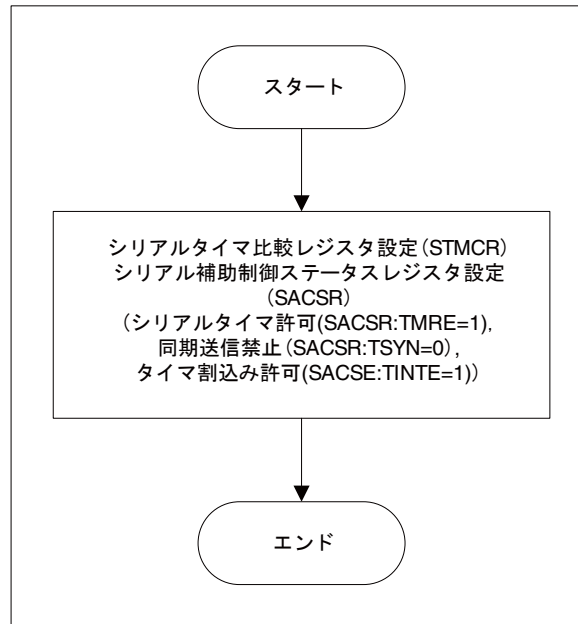 スタート
シリアルタイマ比較レジスタ設定(STMCR)
シリアル補助制御ステータスレジスタ設定
(SACSR)
(シリアルタイマ許可(SACSR:TMRE=1),
同期送信禁止(SACSR:TSYN=0),
タイマ割込み許可(SACSE:TINTE=1))
エンド